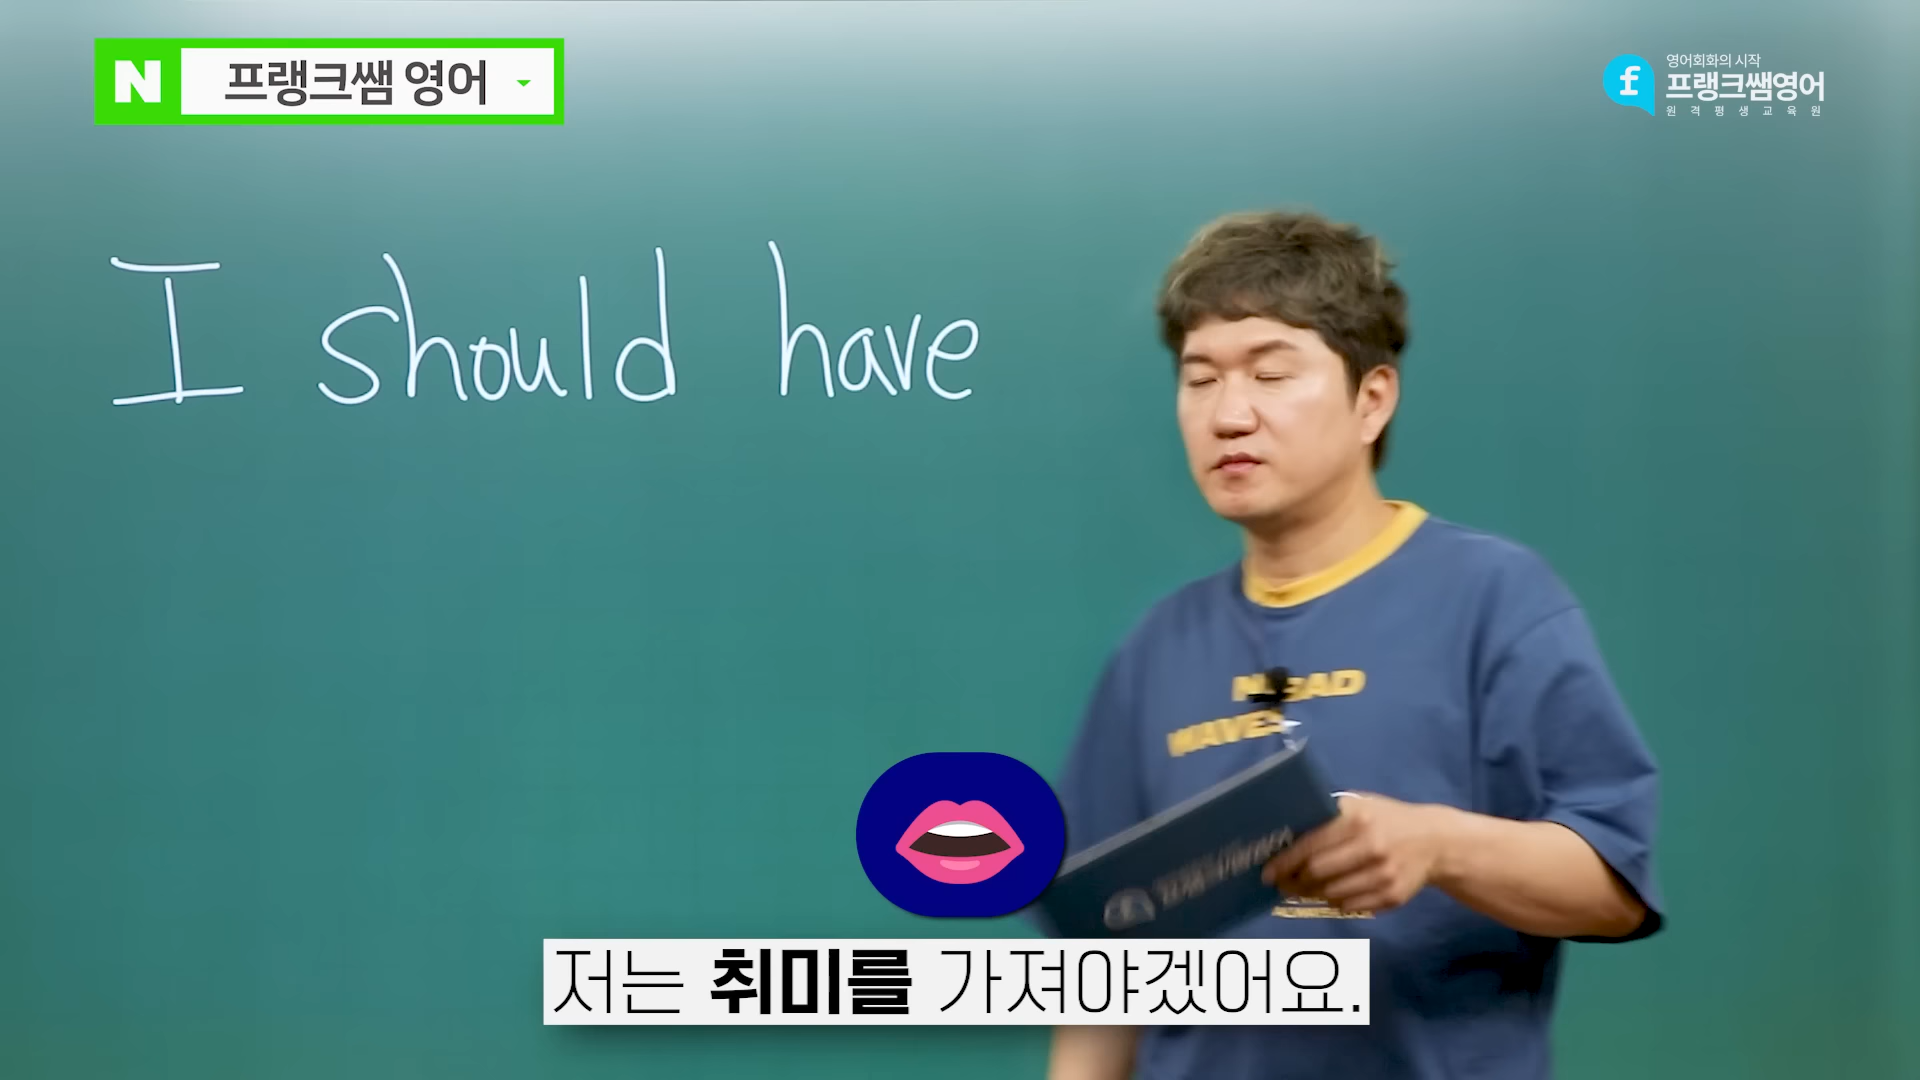 N 프랭크쌤 영어
영어회화의 시작
프랭크쌤영어
원격평생교육원
I should have
WAVES
저는 취미를 가져야겠어요.